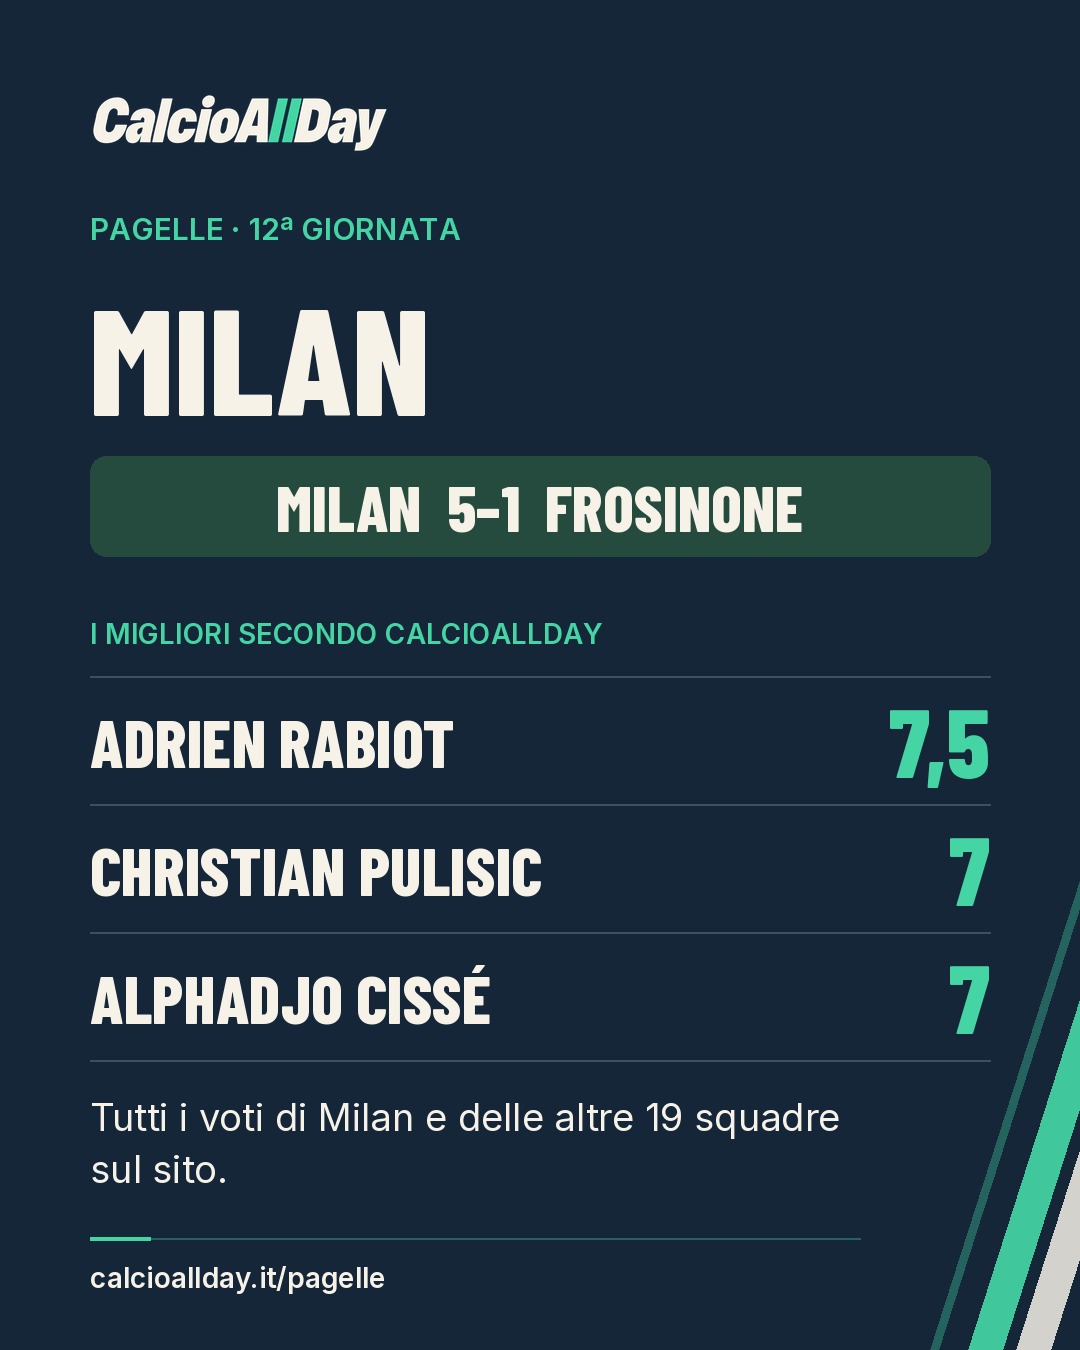 CalcioAllDay
PAGELLE · 12ª GIORNATA
MILAN
MILAN 5–1 FROSINONE
I MIGLIORI SECONDO CALCIOALLDAY
ADRIEN RABIOT 7,5
CHRISTIAN PULISIC 7
ALPHADJO CISSÉ 7
Tutti i voti di Milan e delle altre 19 squadre
sul sito.
calcioallday.it/pagelle